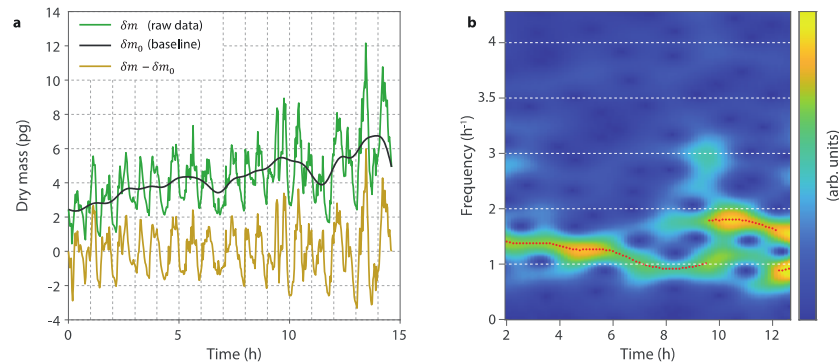 a
δm (raw data)
δm₀ (baseline)
δm − δm₀
Dry mass (pg)
14
12
10
8
6
4
2
0
−2
−4
0
5
10
15
Time (h)
b
Frequency (h⁻¹)
4
3.5
3
2
1
0
2
4
6
8
10
12
Time (h)
(arb. units)